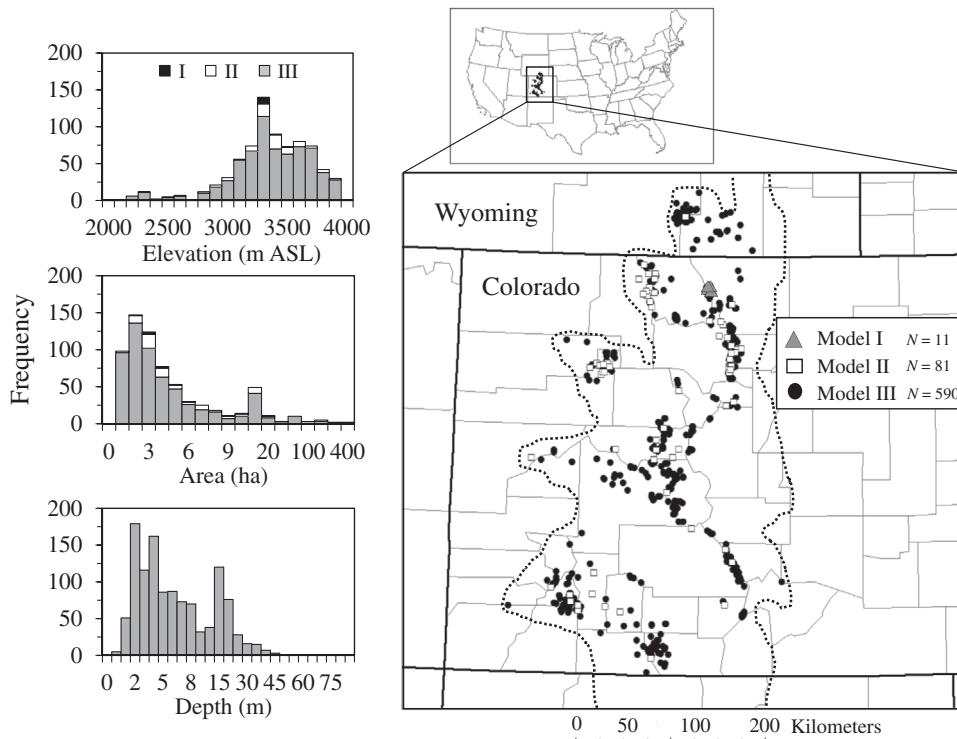 200
150
100
50
0
I II III
2000 2500 3000 3500 4000
Elevation (m ASL)
Frequency
200
150
100
50
0
0 3 6 9 20 100 400
Area (ha)
200
150
100
50
0
0 2 5 8 15 30 45 60 75
Depth (m)
Wyoming
Colorado
Model I N = 11
Model II N = 81
Model III N = 590
0 50 100 200 Kilometers